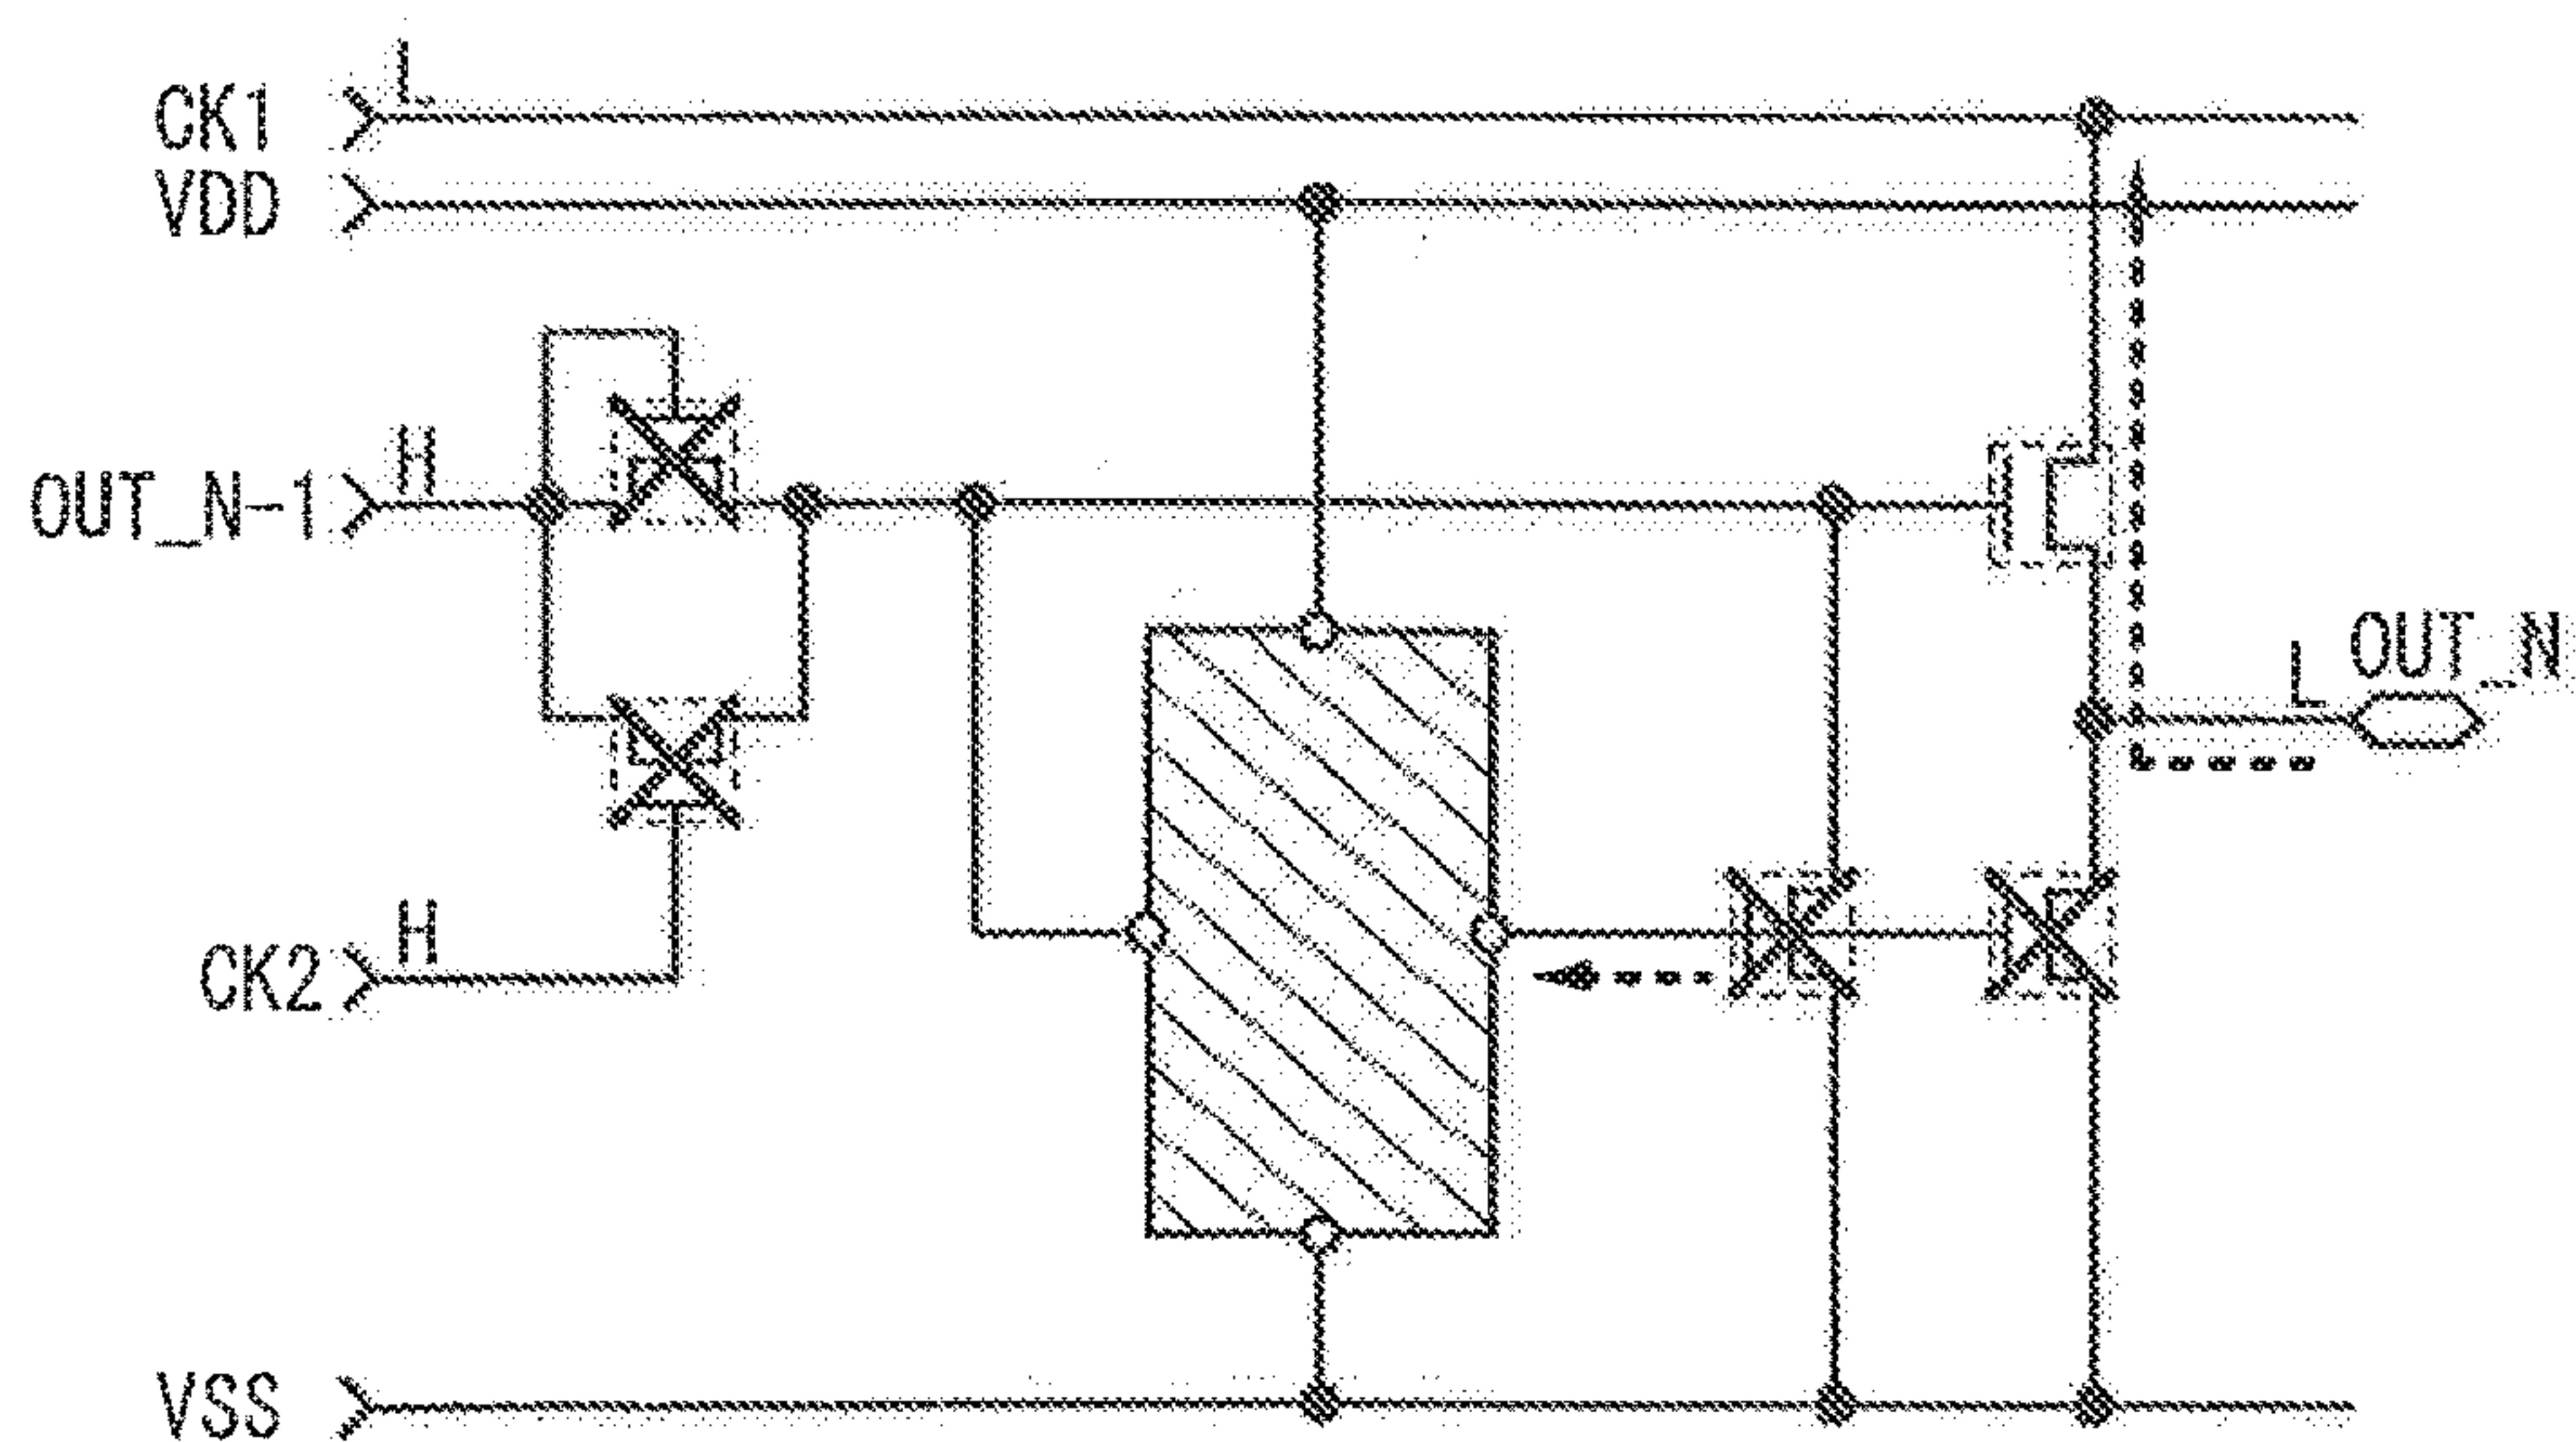 L
CK1
VDD
H
OUT_N-1
L OUT_N
H
CK2
VSS